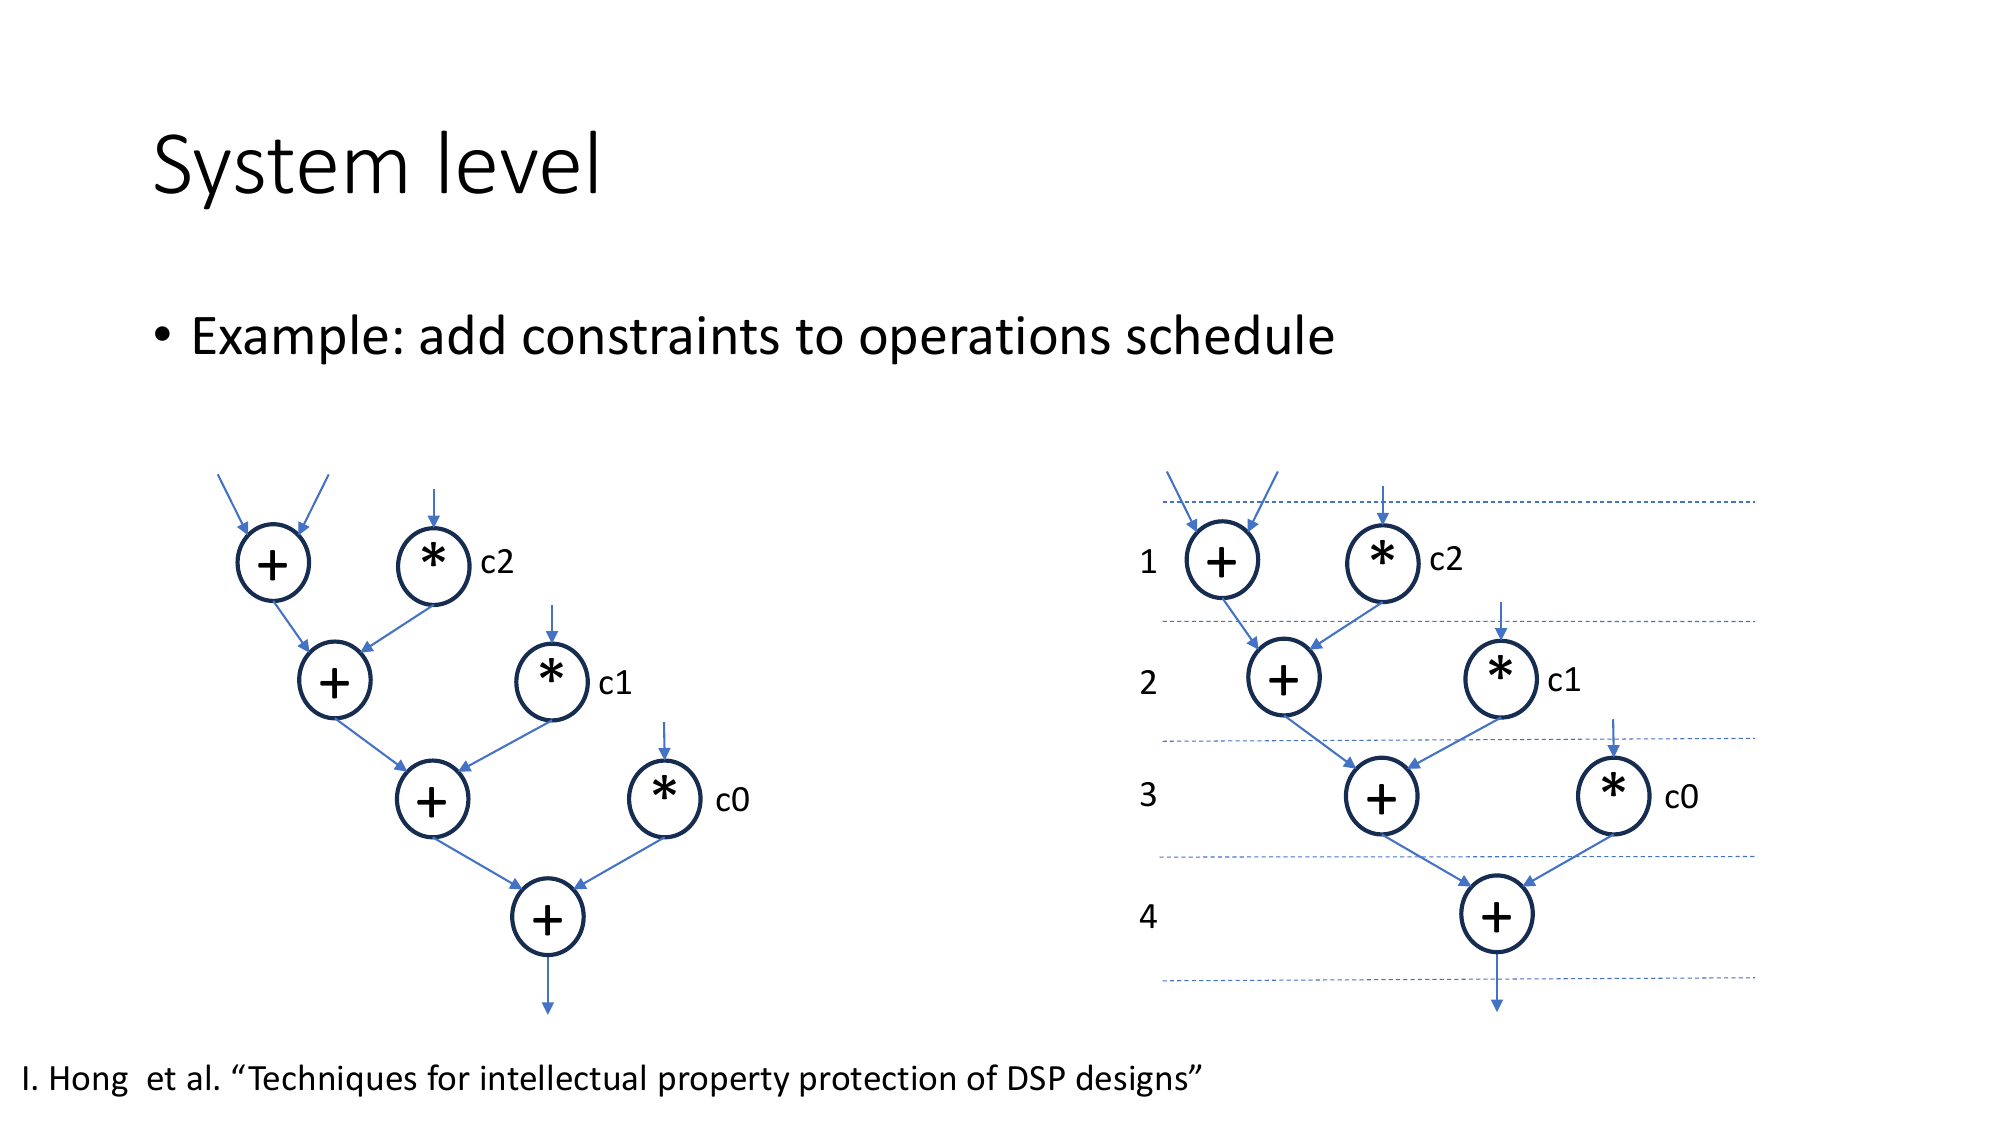 System level
• Example: add constraints to operations schedule
+ * c2
+ * c1
+ * c0
+
1 + * c2
2 + * c1
3 + * c0
4 +
I. Hong et al. “Techniques for intellectual property protection of DSP designs”